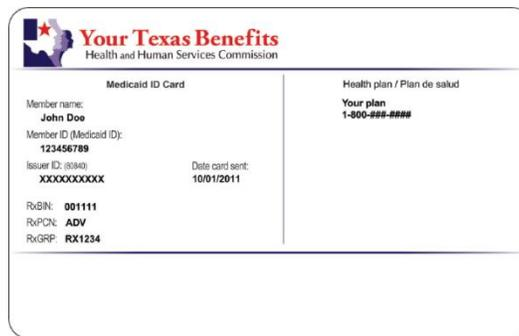 Your Texas Benefits
Health and Human Services Commission
Medicaid ID Card
Member name:
John Doe
Member ID (Medicaid ID):
123456789
Issuer ID: (80840)
XXXXXXXXXX
Date card sent:
10/01/2011
RxBIN: 001111
RxPCN: ADV
RxGRP: RX1234
Health plan / Plan de salud
Your plan
1-800-###-####